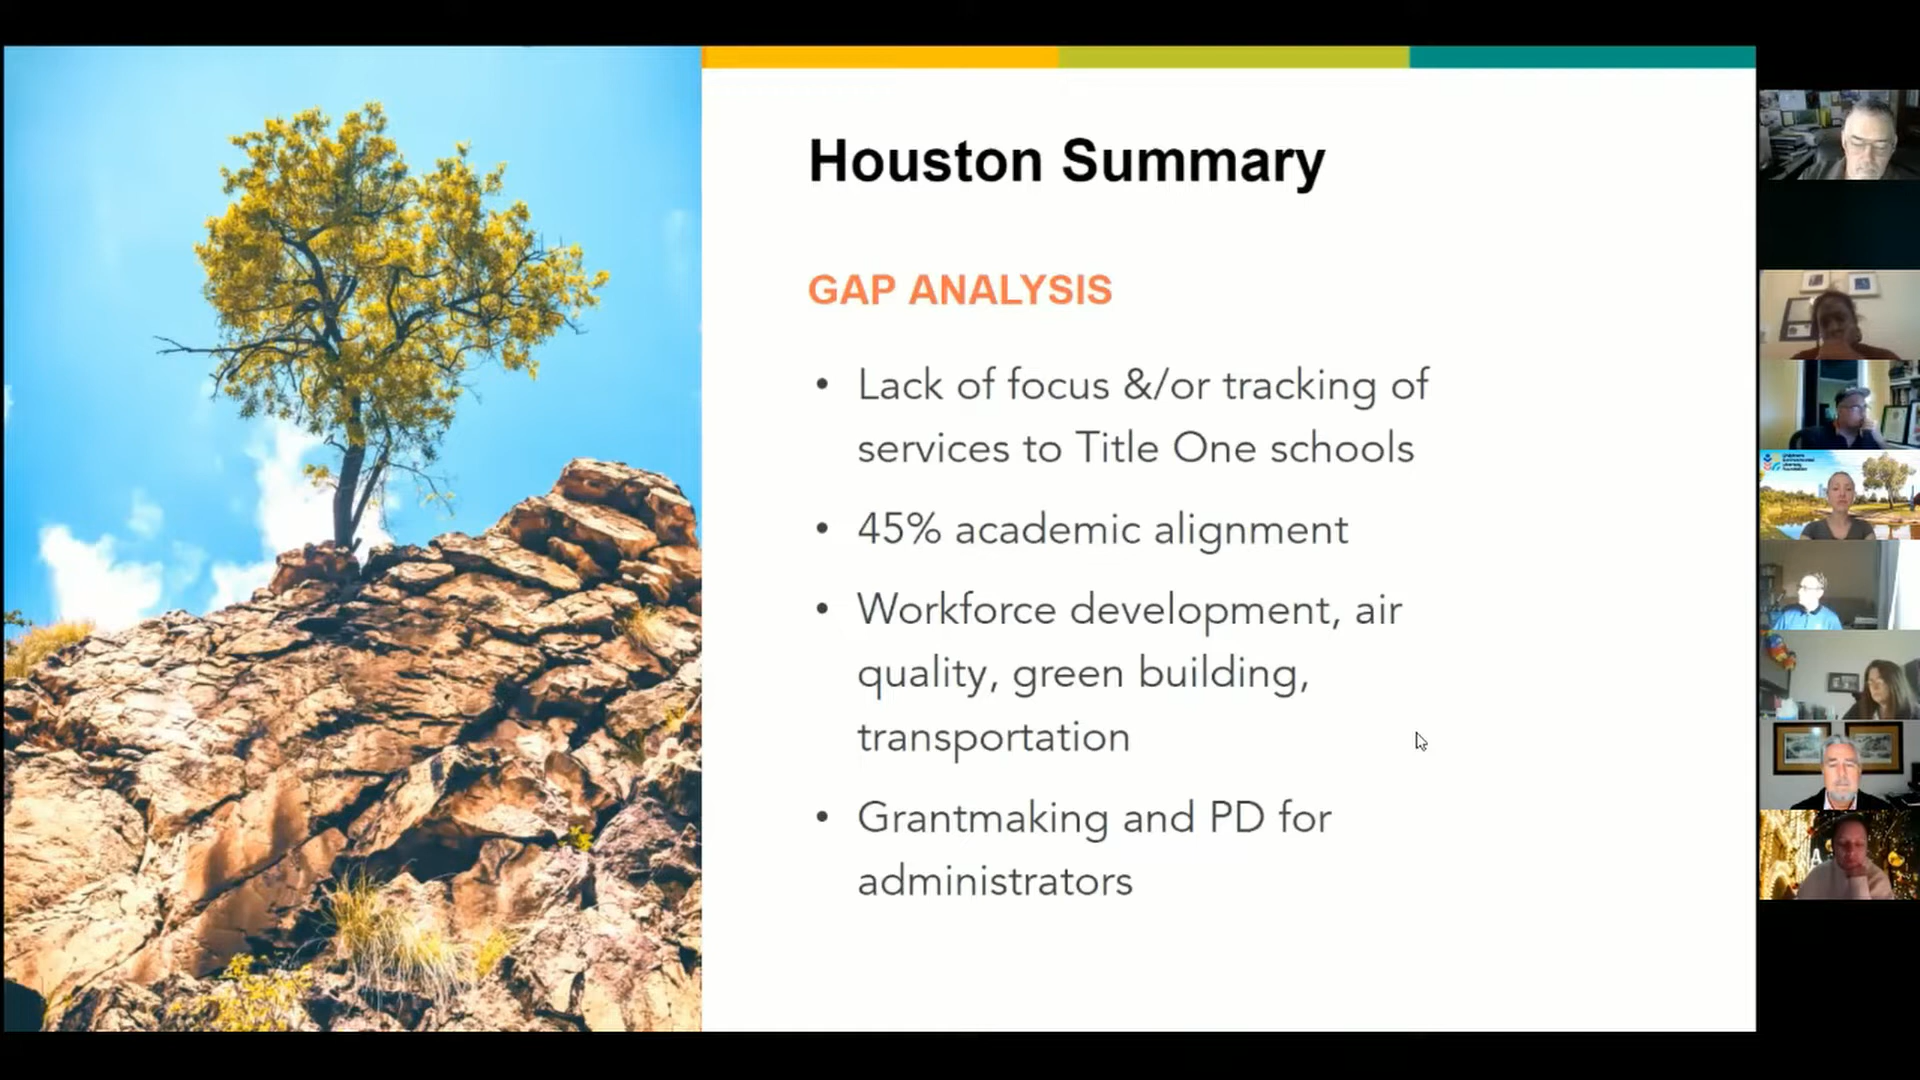 Houston Summary
GAP ANALYSIS
• Lack of focus &/or tracking of
services to Title One schools
• 45% academic alignment
• Workforce development, air
quality, green building,
transportation
• Grantmaking and PD for
administrators